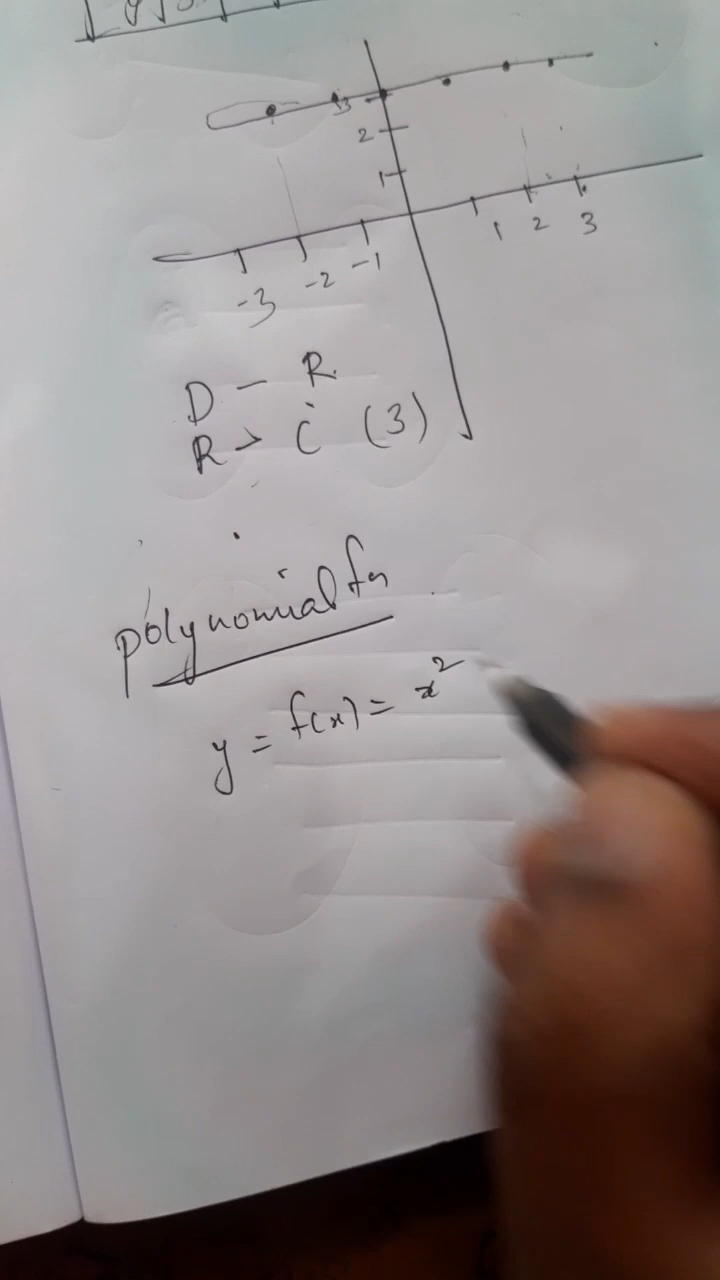 3
2
1
-3 -2 -1 1 2 3
D - R.
R > C (3)
polynomial fn
y = f(x) = x²